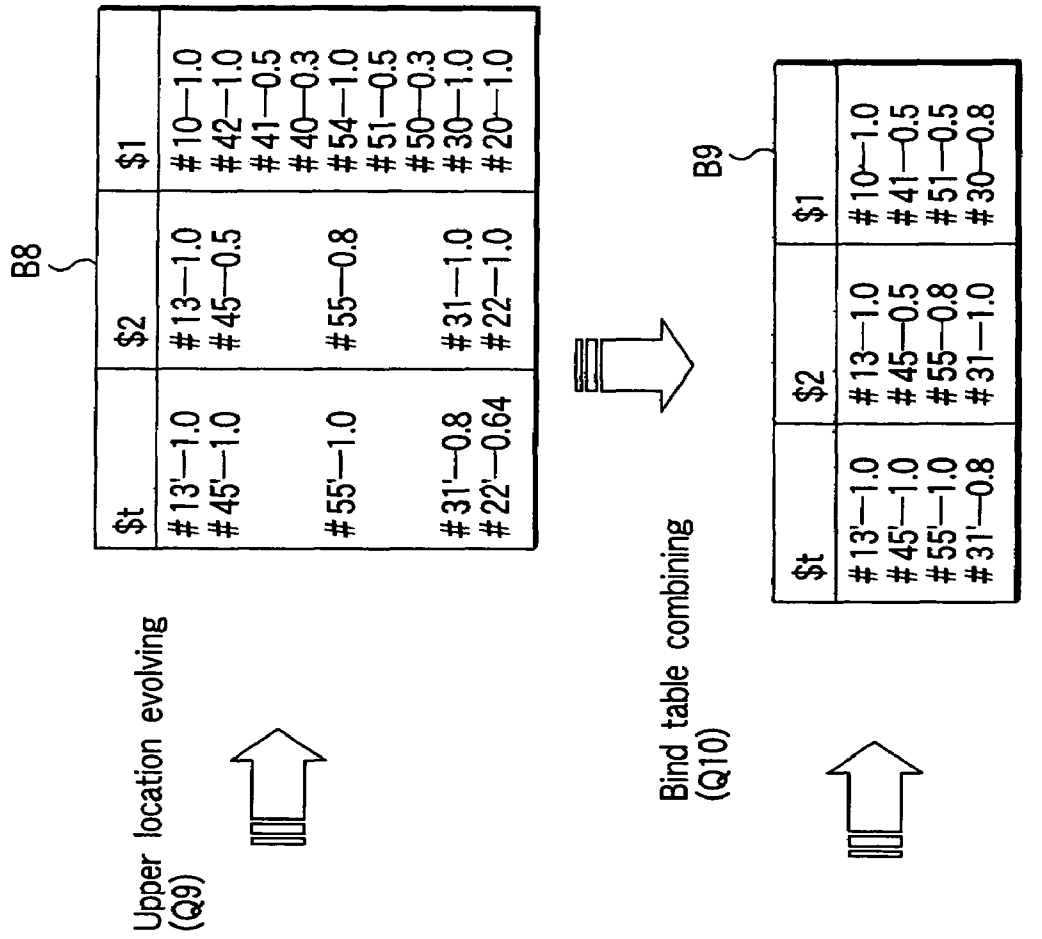 Upper location evolving
(Q9)
B8
$t $2 $1
#13'—1.0 #13—1.0 #10—1.0
#45'—1.0 #45—0.5 #42—1.0
#41—0.5
#40—0.3
#55'—1.0 #55—0.8 #54—1.0
#51—0.5
#50—0.3
#31'—0.8 #31—1.0 #30—1.0
#22'—0.64 #22—1.0 #20—1.0
Bind table combining
(Q10)
B9
$t $2 $1
#13'—1.0 #13—1.0 #10—1.0
#45'—1.0 #45—0.5 #41—0.5
#55'—1.0 #55—0.8 #51—0.5
#31'—0.8 #31—1.0 #30—0.8